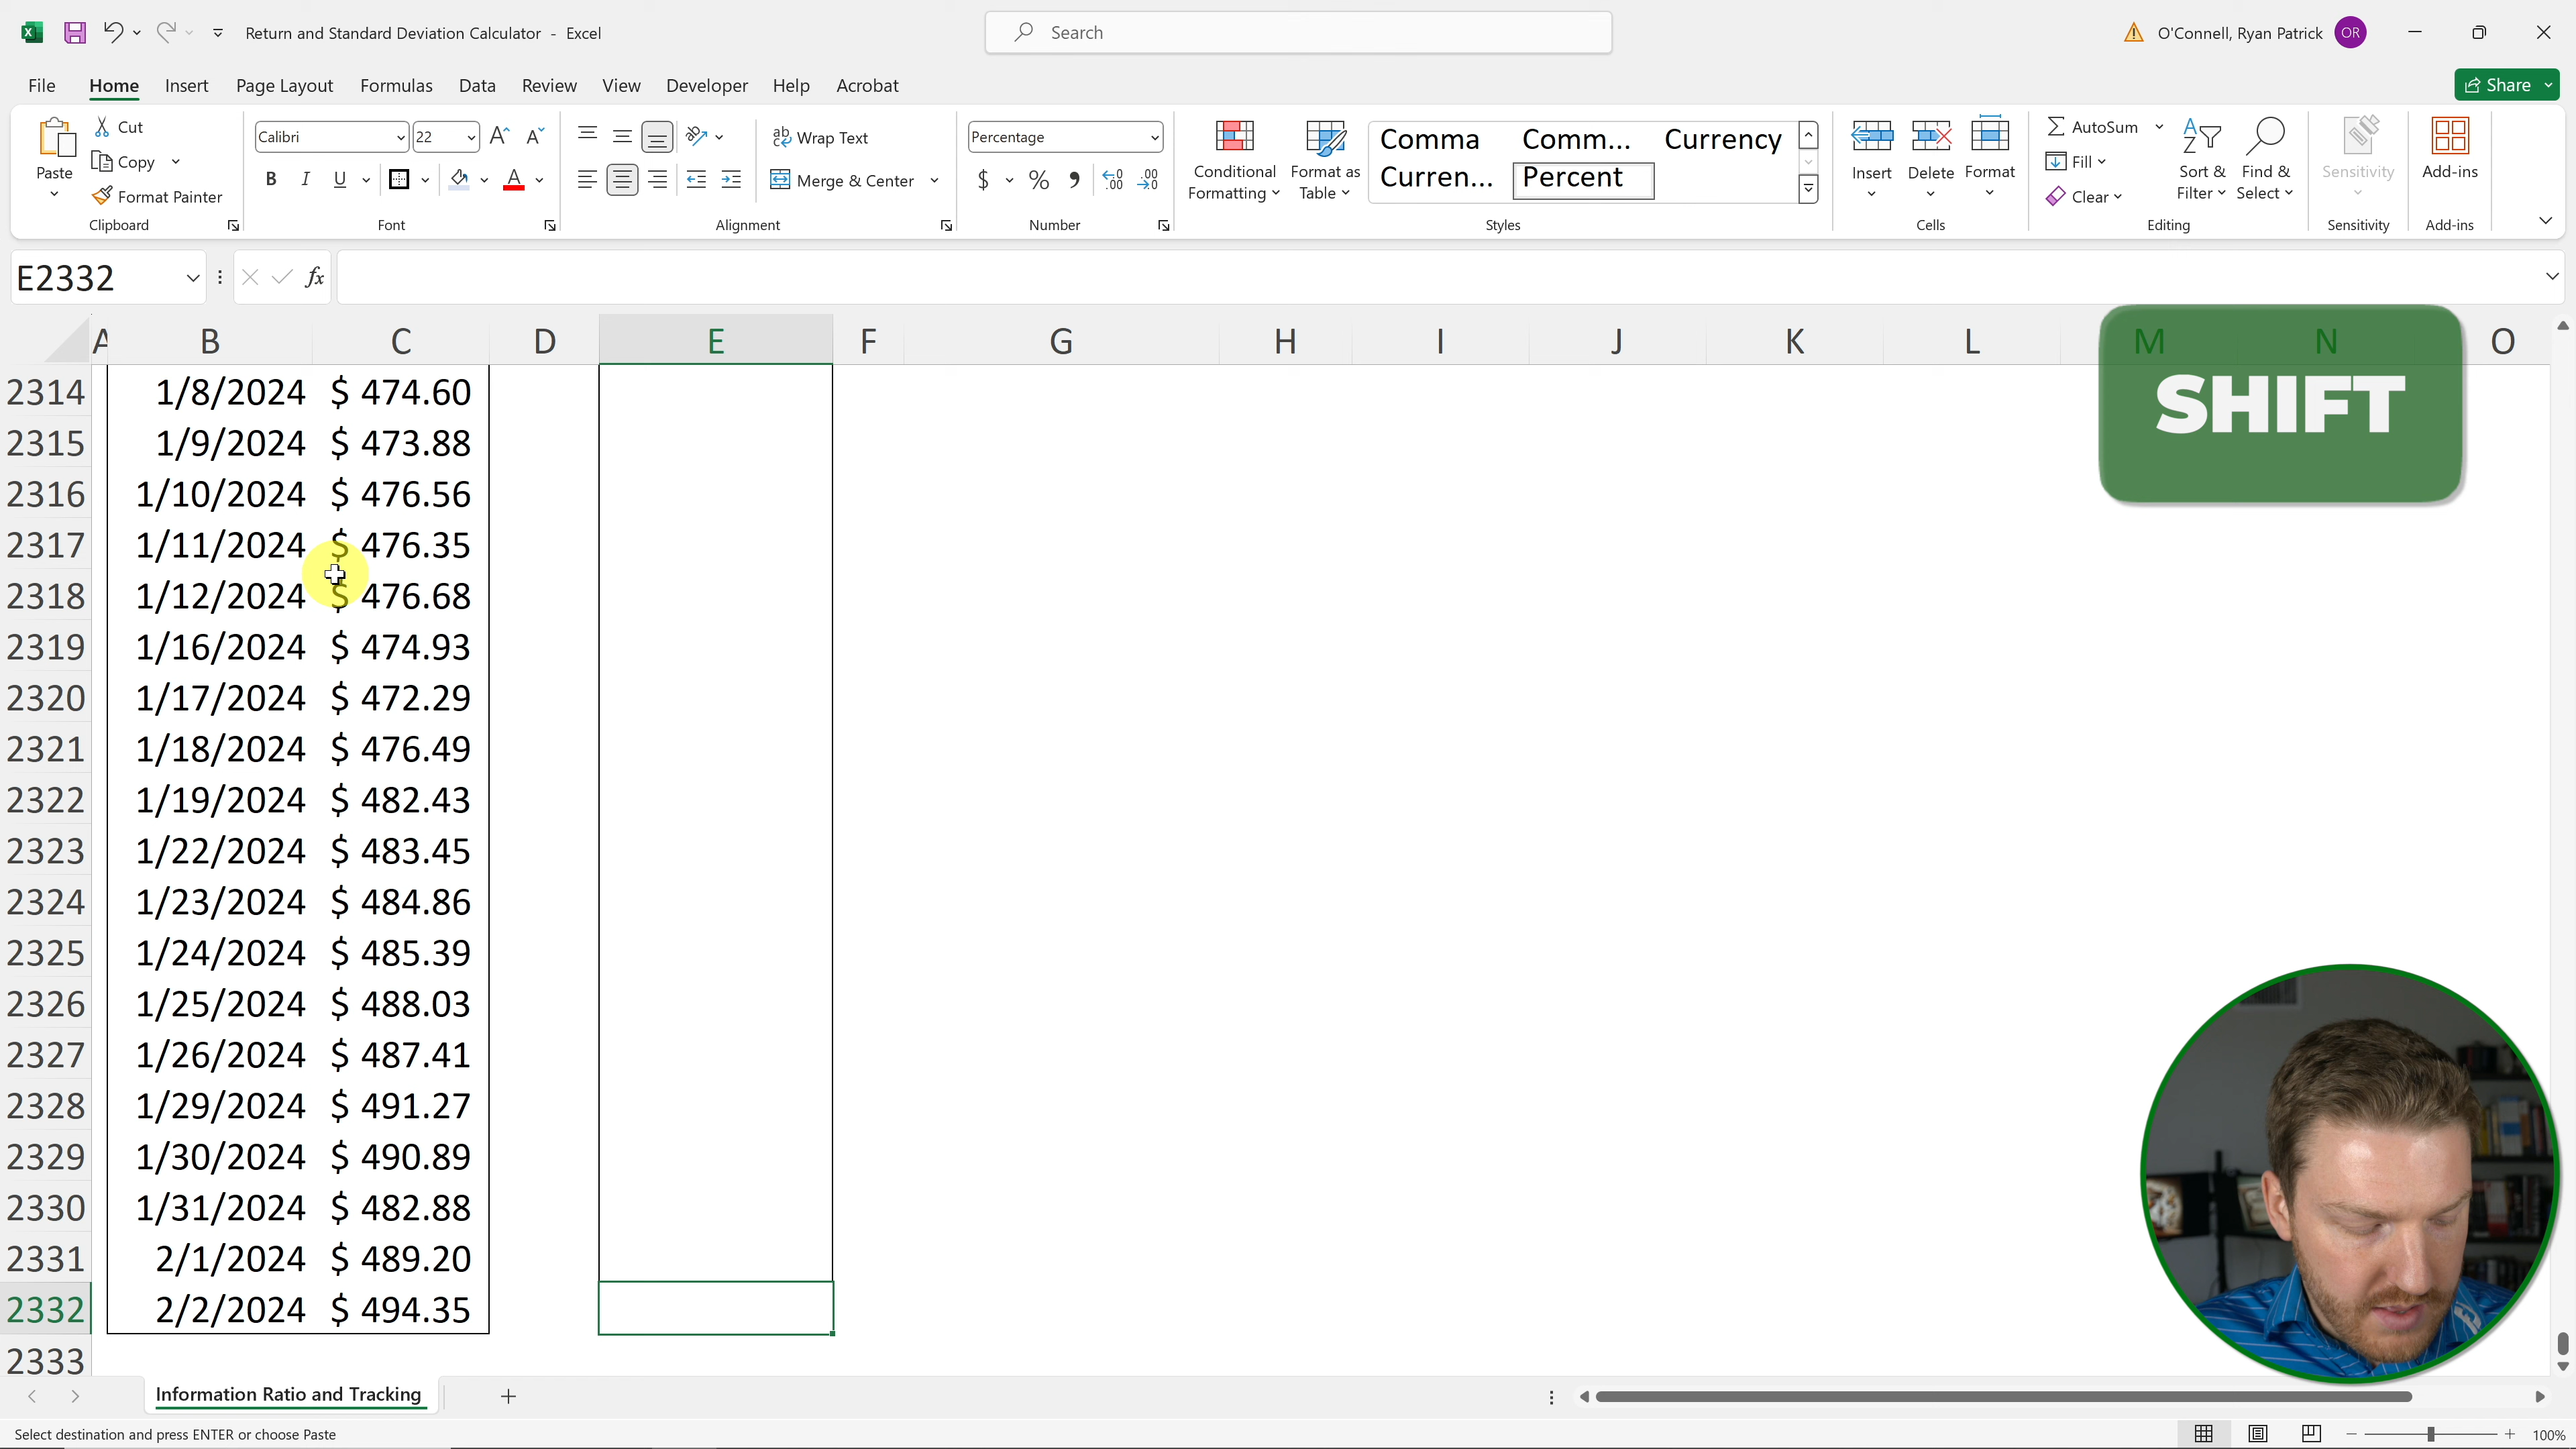 Return and Standard Deviation Calculator - Excel
Search
O'Connell, Ryan Patrick
OR
File Home Insert Page Layout Formulas Data Review View Developer Help Acrobat
Share
Paste
Cut
Copy
Format Painter
Clipboard
Calibri 22
B I U
Font
Wrap Text
Merge & Center
Alignment
Percentage
$ % ,
Number
Conditional Formatting
Format as Table
Comma Comm... Currency
Curren... Percent
Styles
Insert Delete Format
Cells
AutoSum
Fill
Clear
Sort & Filter
Find & Select
Editing
Sensitivity
Sensitivity
Add-ins
Add-ins
E2332
fx
A B C D E F G H I J K L M N O
SHIFT
2314 1/8/2024 $ 474.60
2315 1/9/2024 $ 473.88
2316 1/10/2024 $ 476.56
2317 1/11/2024 $ 476.35
2318 1/12/2024 $ 476.68
2319 1/16/2024 $ 474.93
2320 1/17/2024 $ 472.29
2321 1/18/2024 $ 476.49
2322 1/19/2024 $ 482.43
2323 1/22/2024 $ 483.45
2324 1/23/2024 $ 484.86
2325 1/24/2024 $ 485.39
2326 1/25/2024 $ 488.03
2327 1/26/2024 $ 487.41
2328 1/29/2024 $ 491.27
2329 1/30/2024 $ 490.89
2330 1/31/2024 $ 482.88
2331 2/1/2024 $ 489.20
2332 2/2/2024 $ 494.35
2333
Information Ratio and Tracking
Select destination and press ENTER or choose Paste
100%